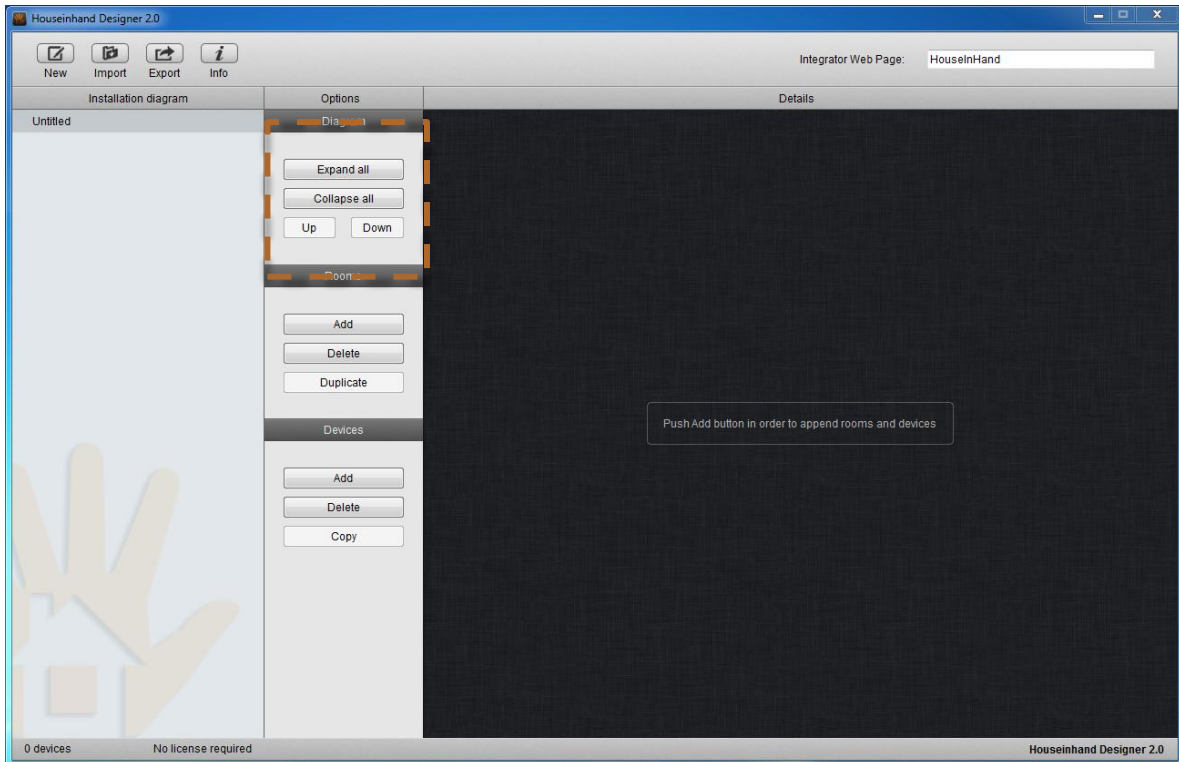 Houseinhand Designer 2.0
New Import Export Info
Integrator Web Page: HouseInHand
Installation diagram
Options
Details
Untitled
Diagram
Expand all
Collapse all
Up Down
Rooms
Add
Delete
Duplicate
Devices
Add
Delete
Copy
Push Add button in order to append rooms and devices
0 devices
No license required
Houseinhand Designer 2.0